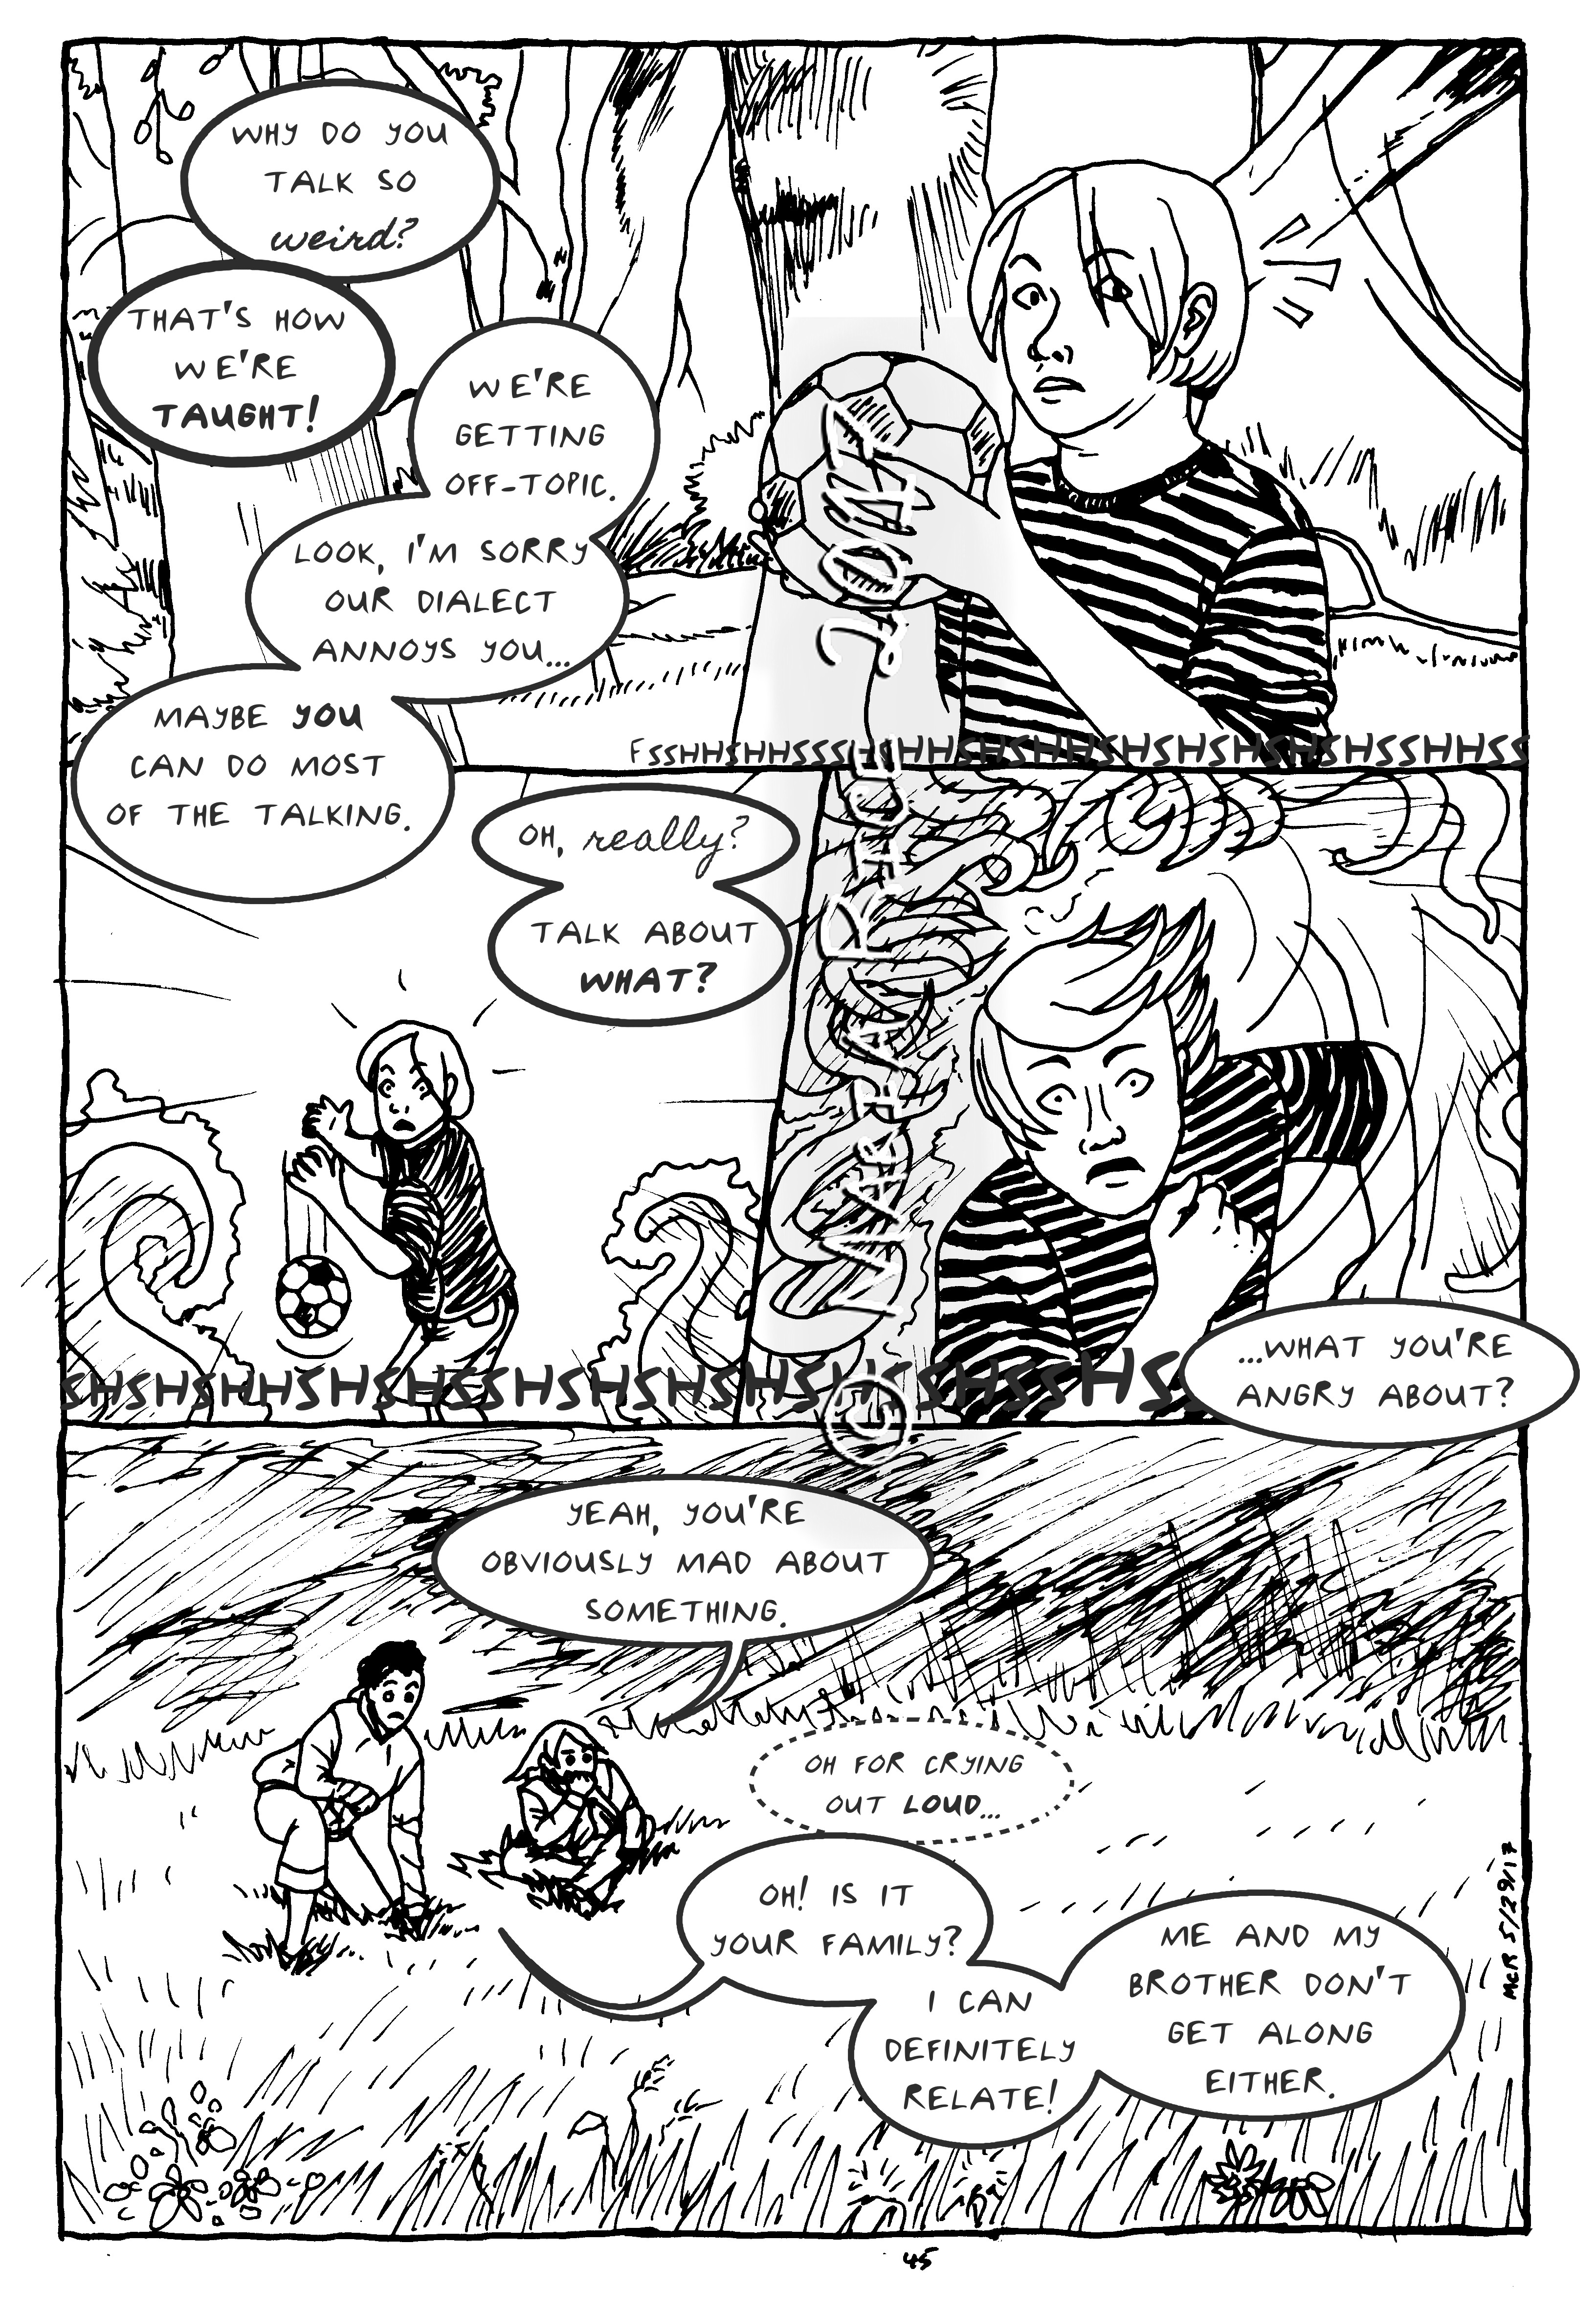 WHY DO YOU
TALK SO
weird?
THAT'S HOW
WE'RE
TAUGHT!
WE'RE
GETTING
OFF-TOPIC.
LOOK, I'M SORRY
OUR DIALECT
ANNOYS YOU...
MAYBE YOU
CAN DO MOST
OF THE TALKING.
OH, really?
TALK ABOUT
WHAT?
...WHAT YOU'RE
ANGRY ABOUT?
YEAH, YOU'RE
OBVIOUSLY MAD ABOUT
SOMETHING.
OH FOR CRYING
OUT LOUD...
OH! IS IT
YOUR FAMILY?
I CAN
DEFINITELY
RELATE!
ME AND MY
BROTHER DON'T
GET ALONG
EITHER.
McR 5/29/17
45